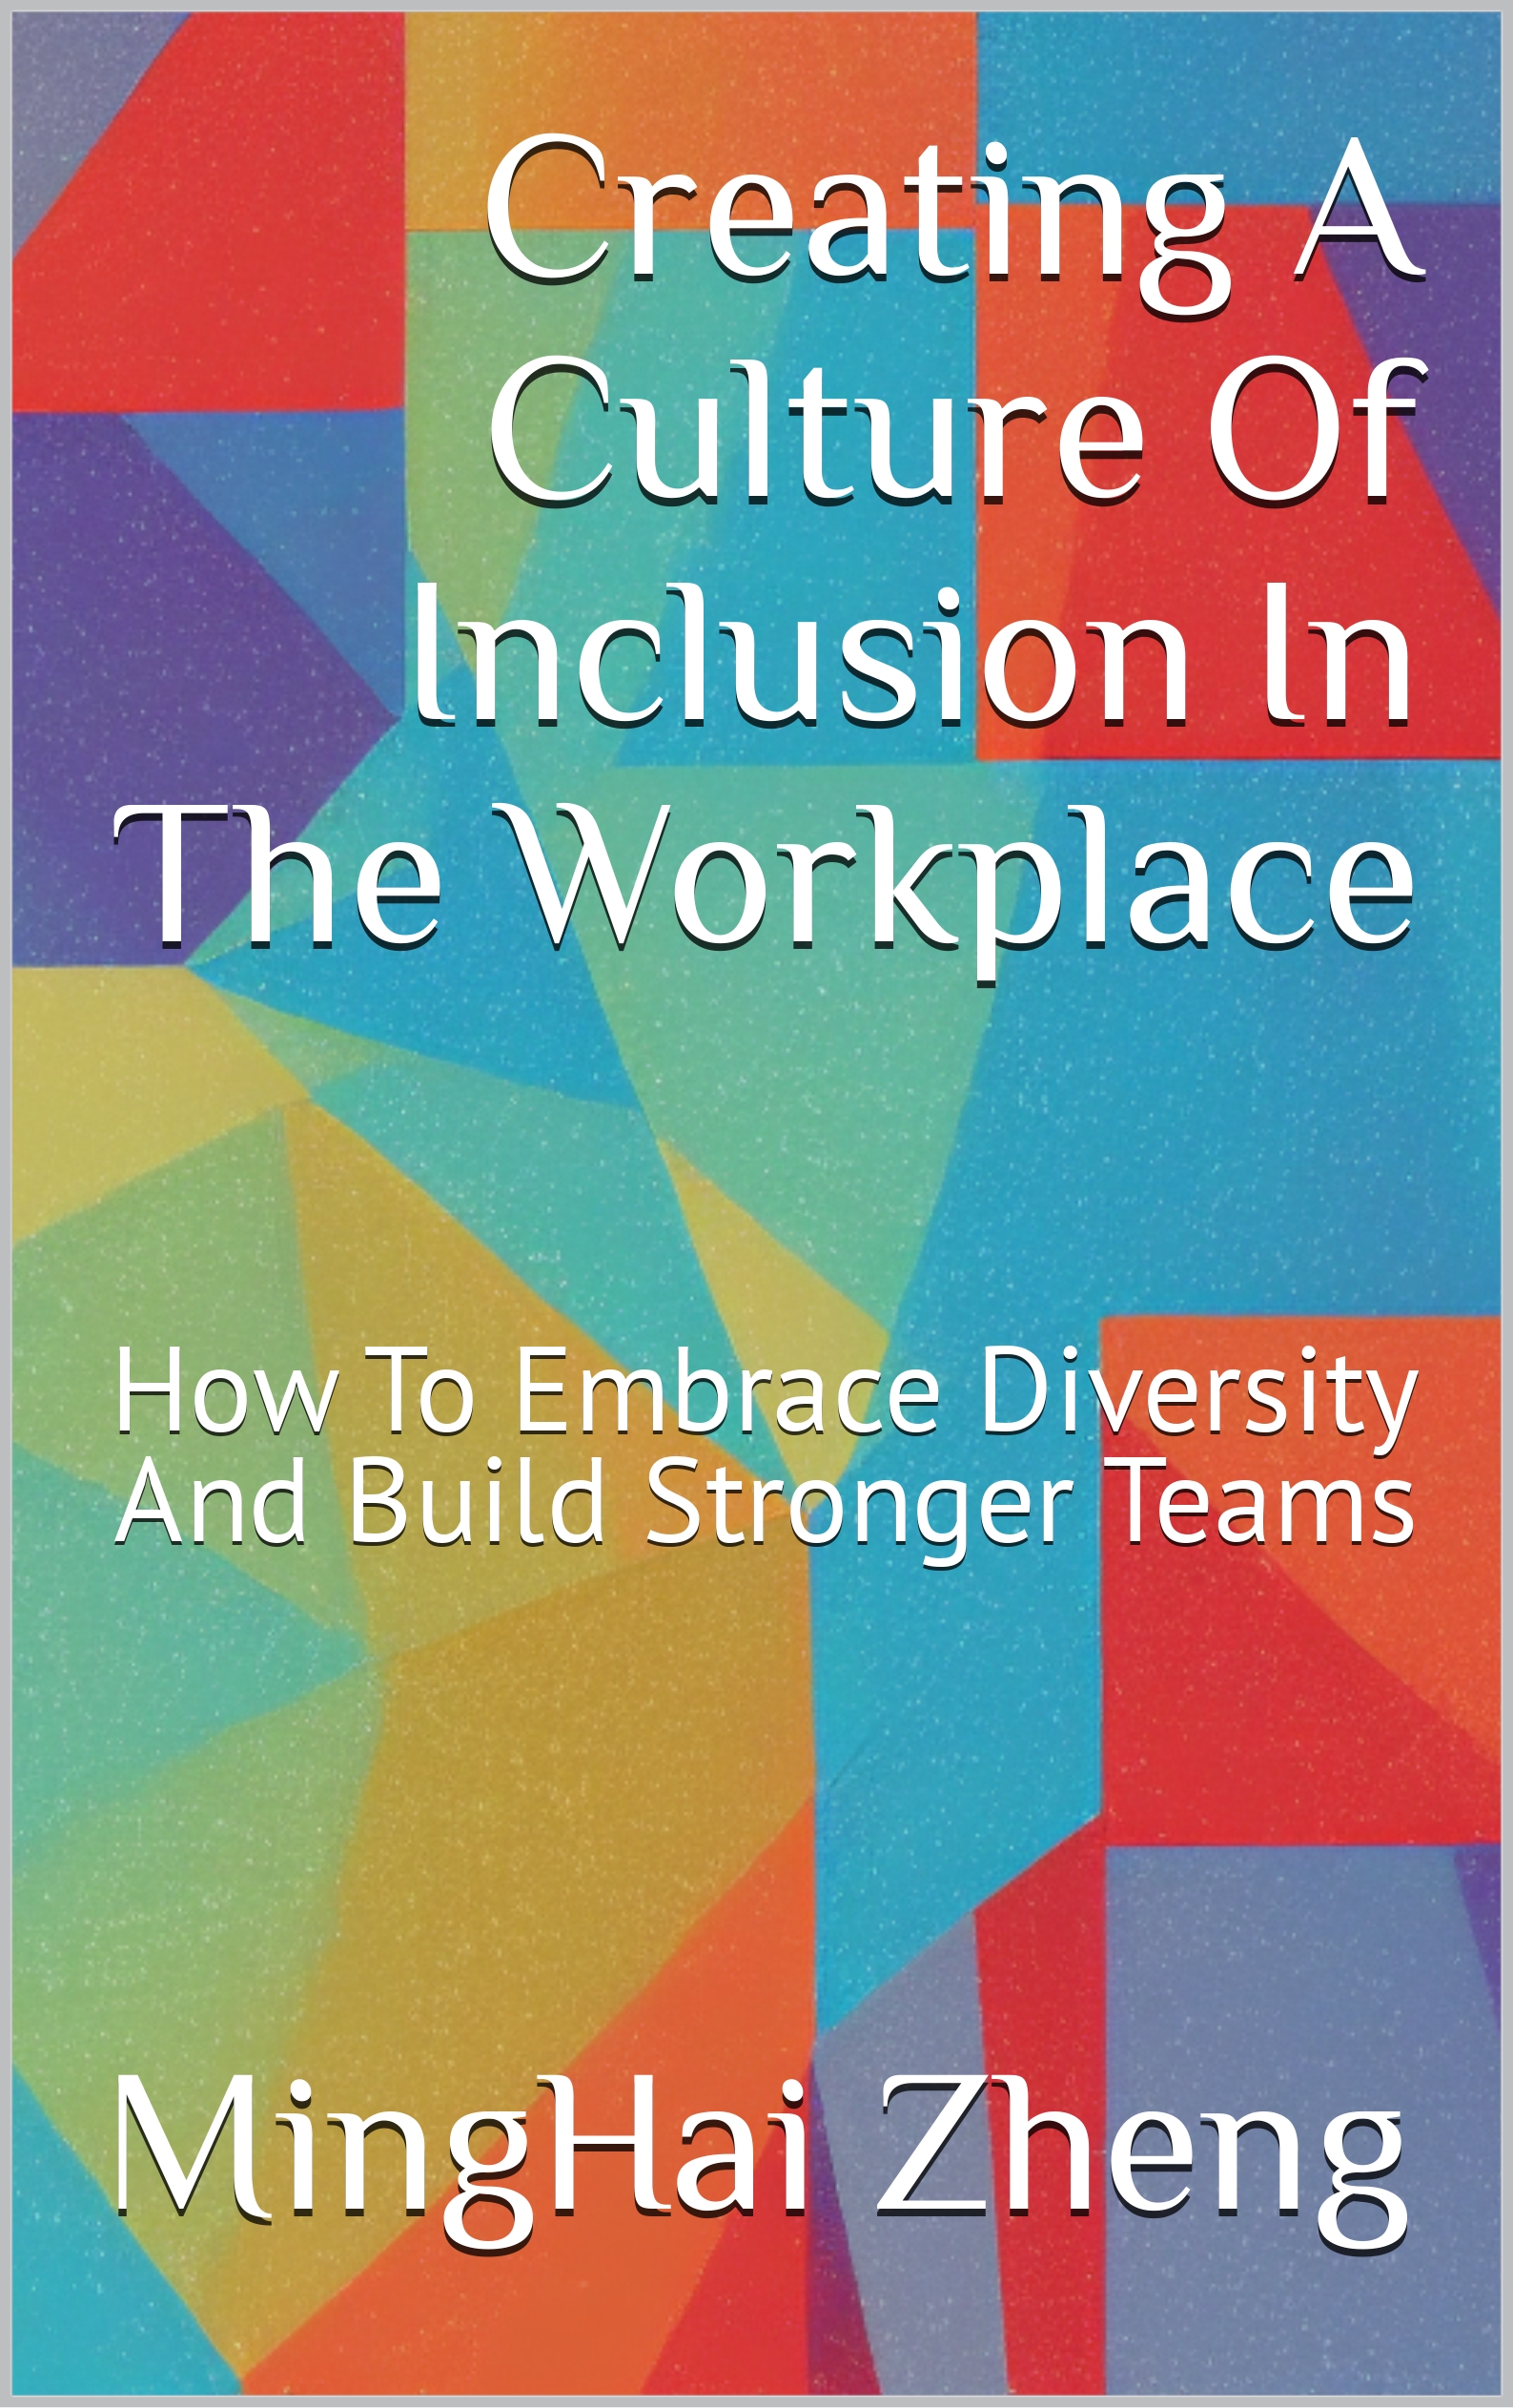 Creating A
Culture Of
Inclusion In
The Workplace
How To Embrace Diversity
And Build Stronger Teams
MingHai Zheng